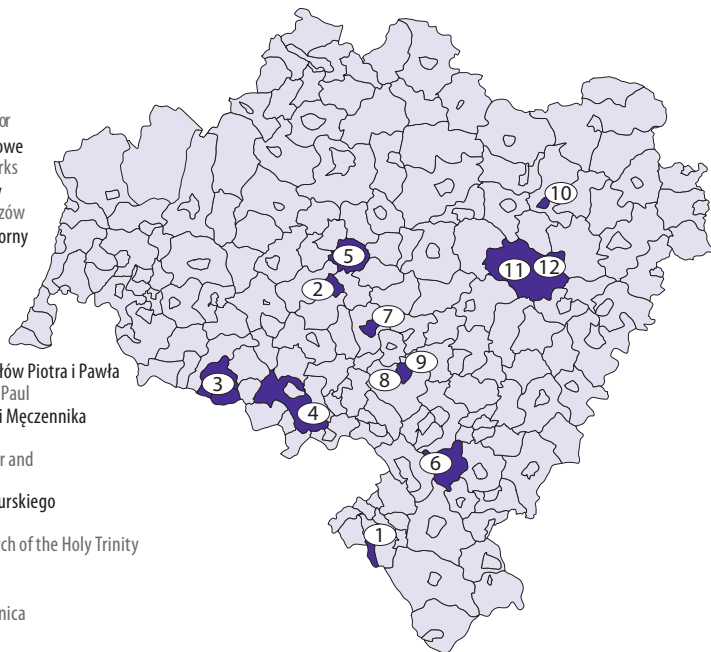 or
owe
rks
zów
orny
łów Piotra i Pawła
Paul
i Męczennika
r and
urskiego
ch of the Holy Trinity
nica
10
5
11
12
2
7
9
3
8
4
6
1